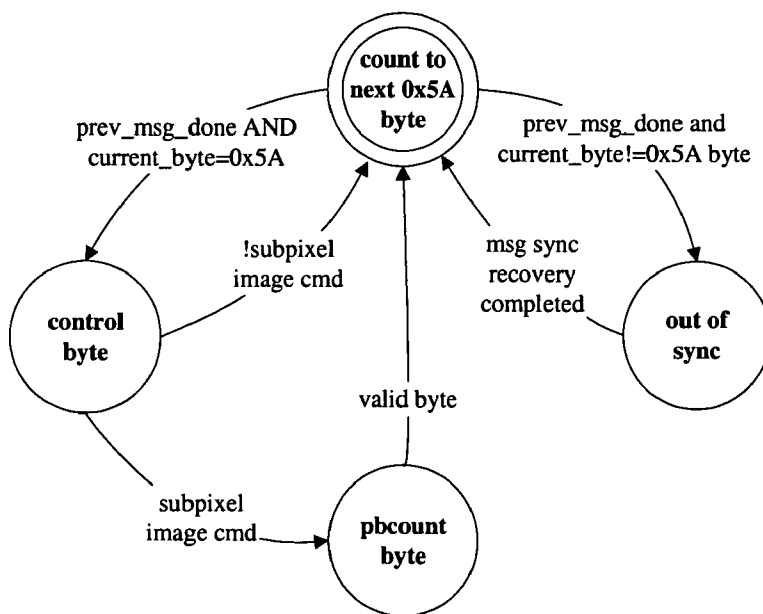 count to
next 0x5A
byte
prev_msg_done AND
current_byte=0x5A
prev_msg_done and
current_byte!=0x5A byte
!subpixel
image cmd
msg sync
recovery
completed
control
byte
out of
sync
valid byte
subpixel
image cmd
pbcount
byte